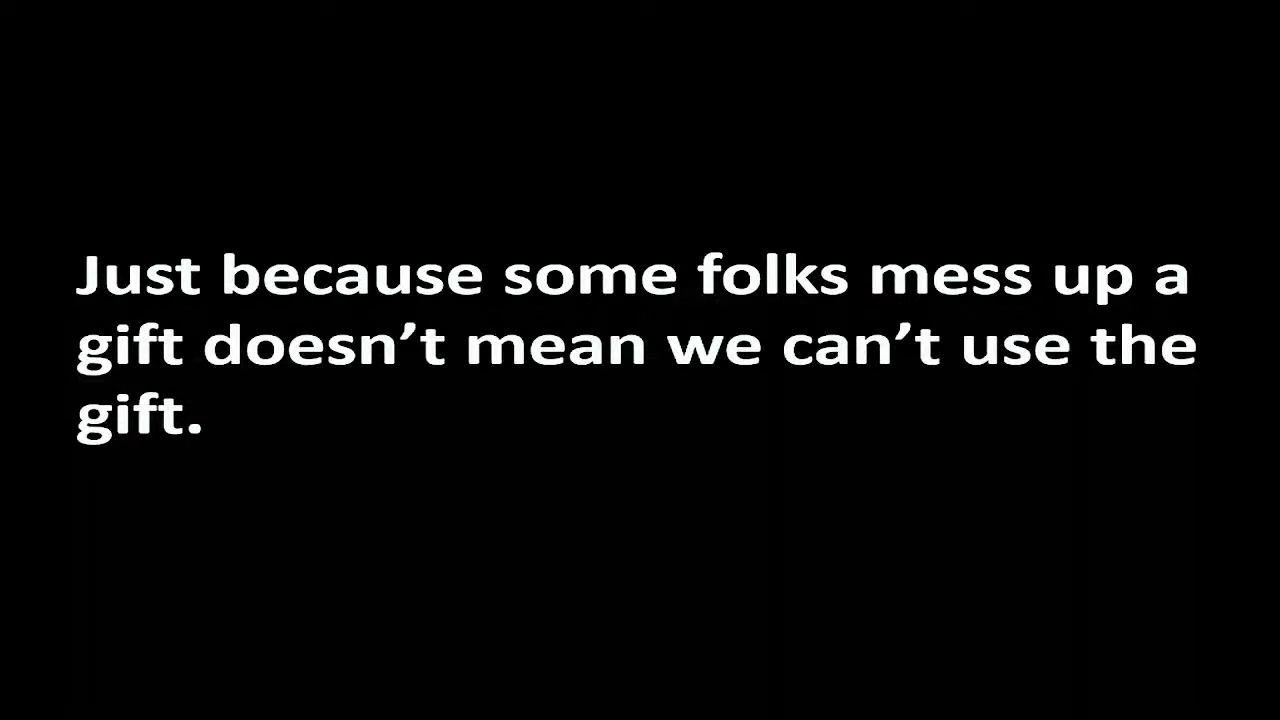 Just because some folks mess up a
gift doesn’t mean we can’t use the
gift.